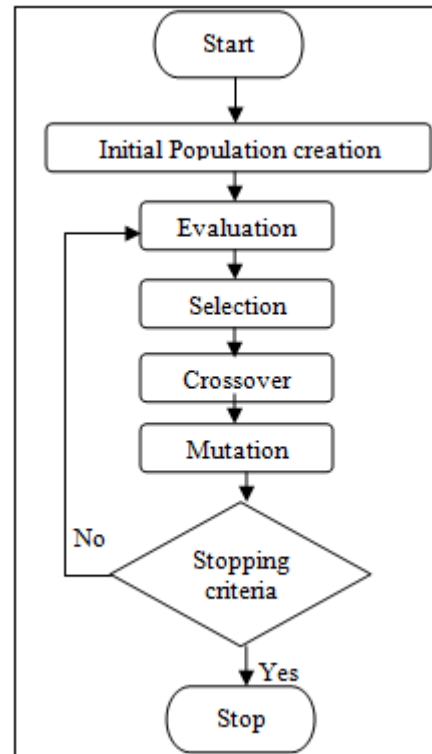 Start
Initial Population creation
Evaluation
Selection
Crossover
Mutation
No
Stopping
criteria
Yes
Stop